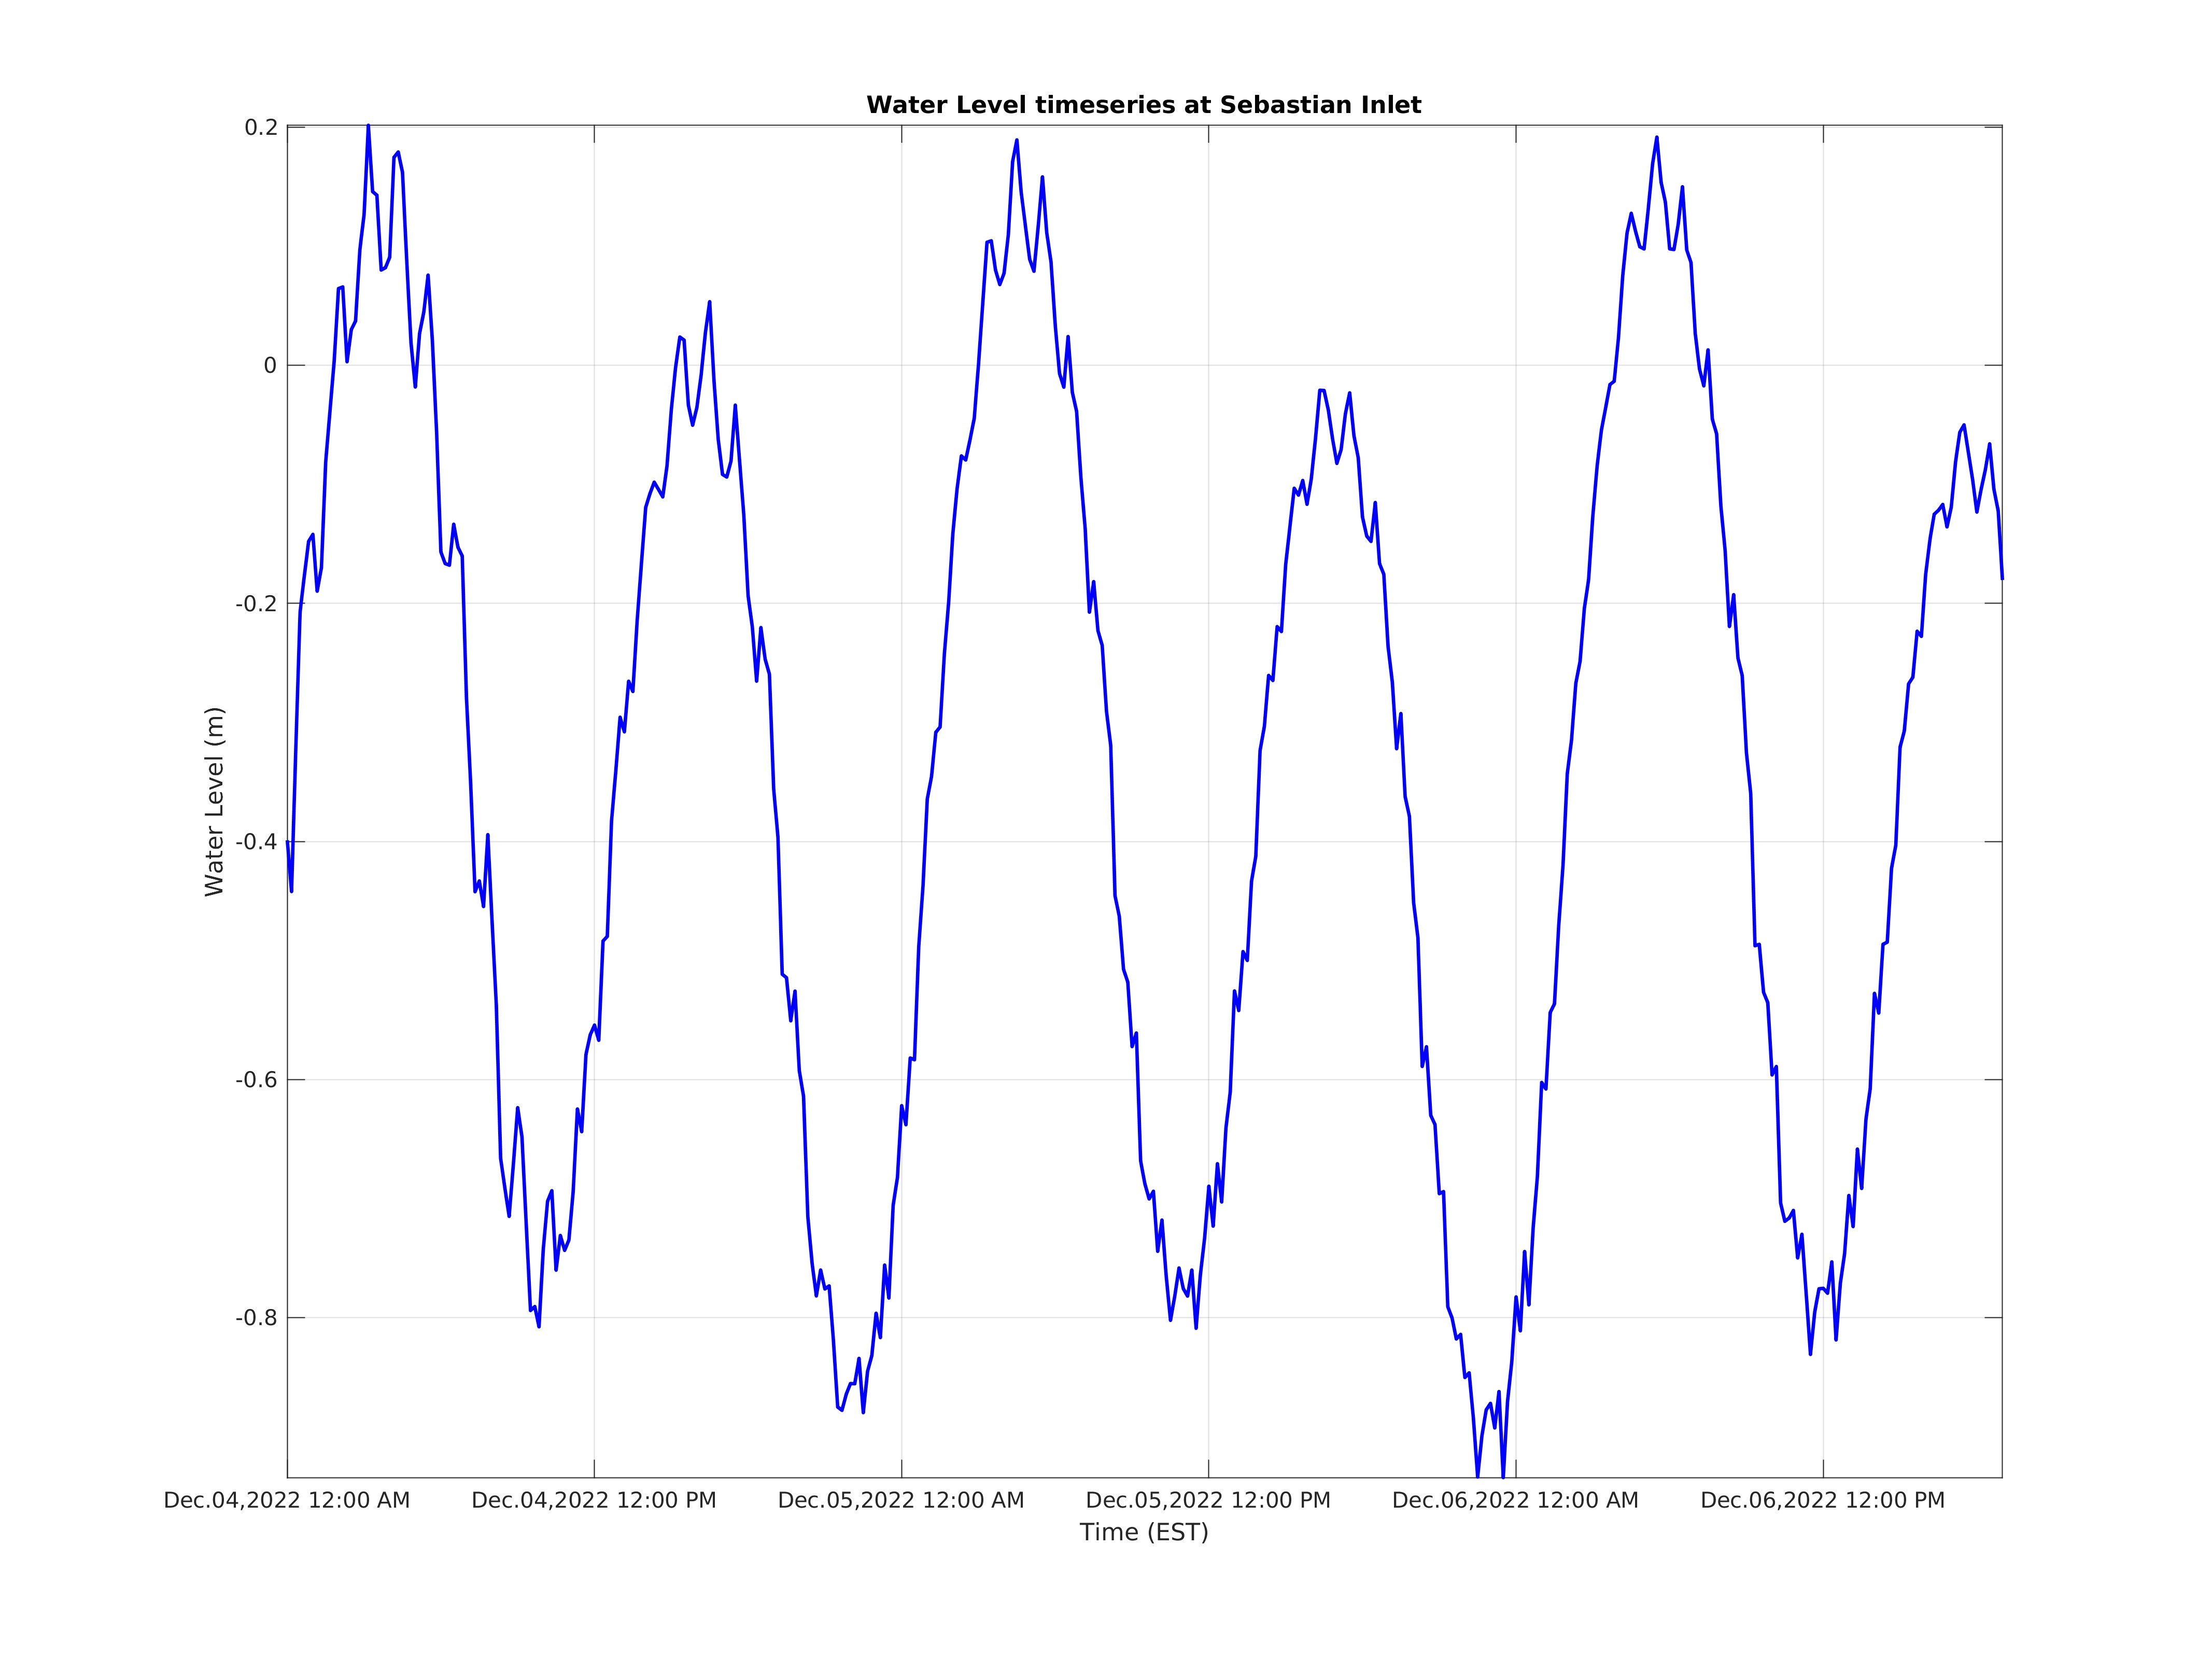 Water Level timeseries at Sebastian Inlet
0.2
0
-0.2
-0.4
-0.6
-0.8
Water Level (m)
Dec.04,2022 12:00 AM Dec.04,2022 12:00 PM Dec.05,2022 12:00 AM Dec.05,2022 12:00 PM Dec.06,2022 12:00 AM Dec.06,2022 12:00 PM
Time (EST)